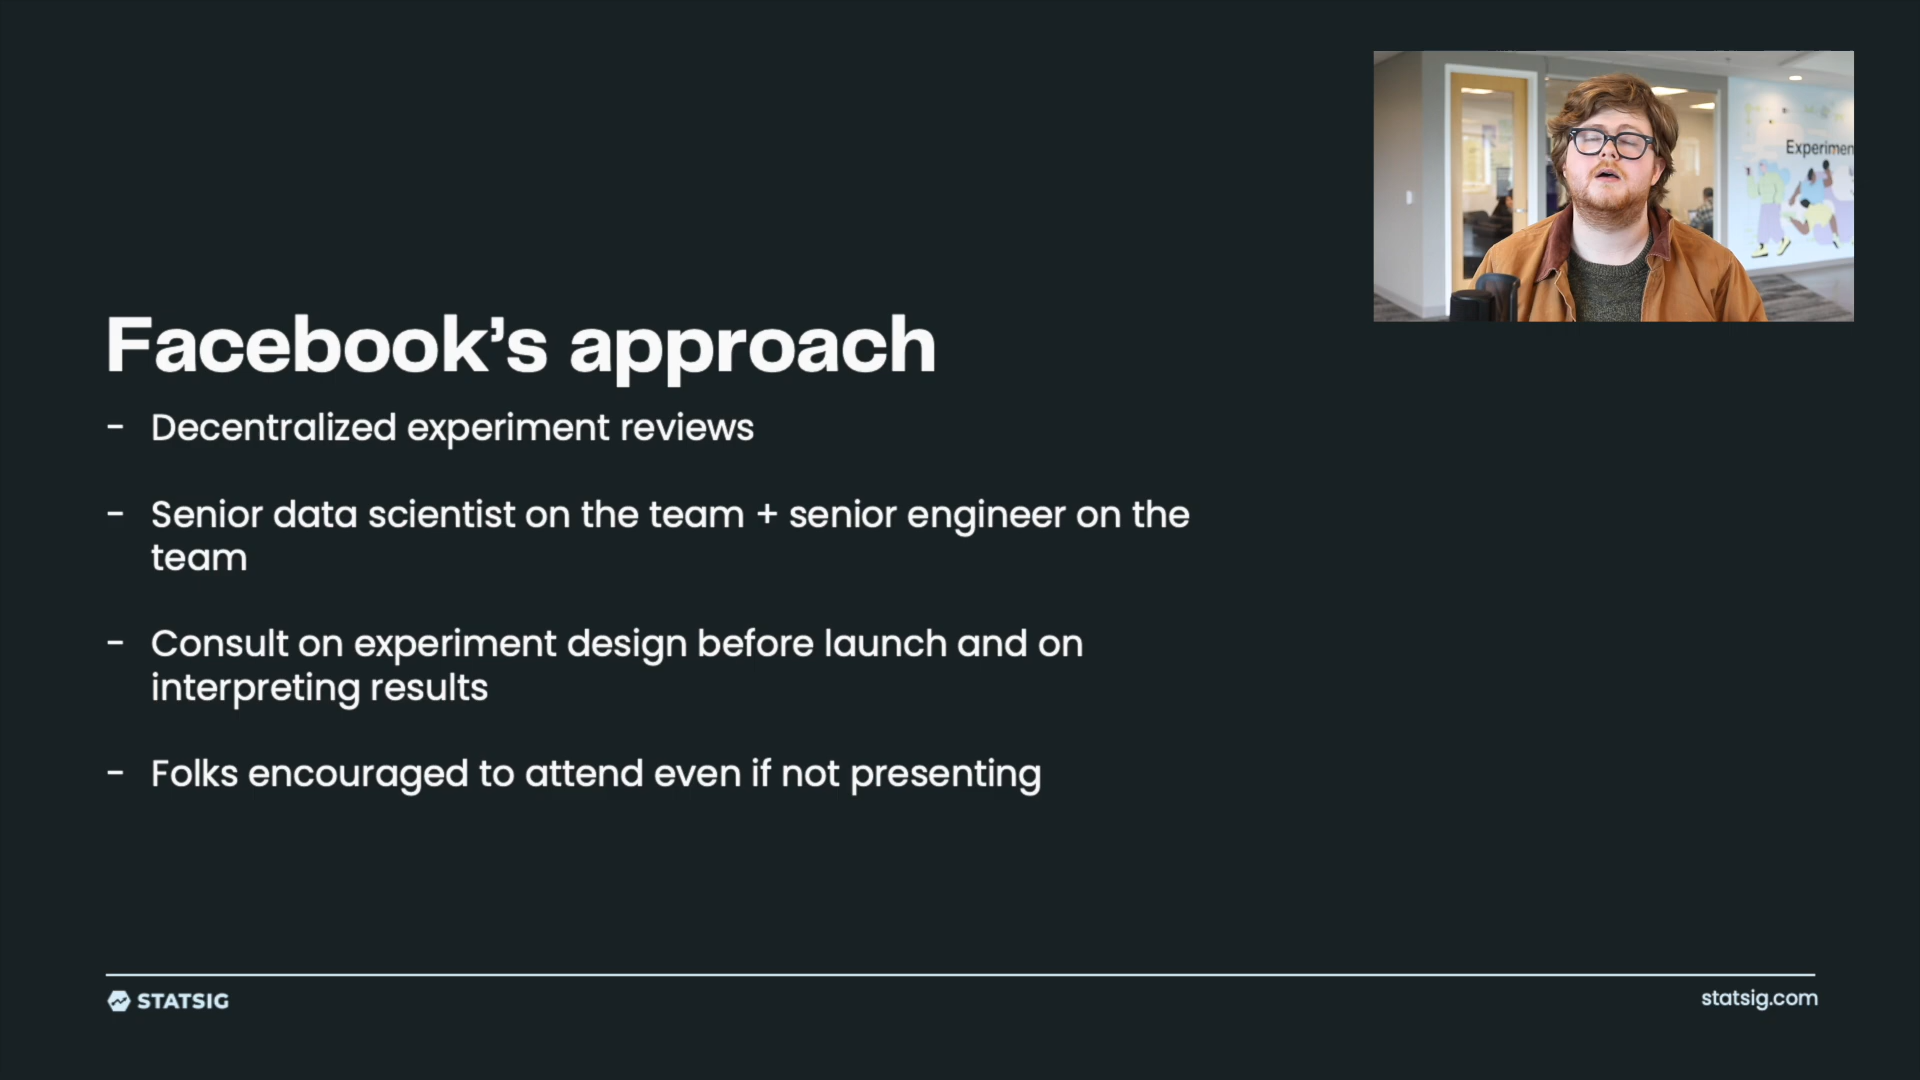 Experimen
Facebook's approach
- Decentralized experiment reviews
- Senior data scientist on the team + senior engineer on the
team
- Consult on experiment design before launch and on
interpreting results
- Folks encouraged to attend even if not presenting
STATSIG
statsig.com